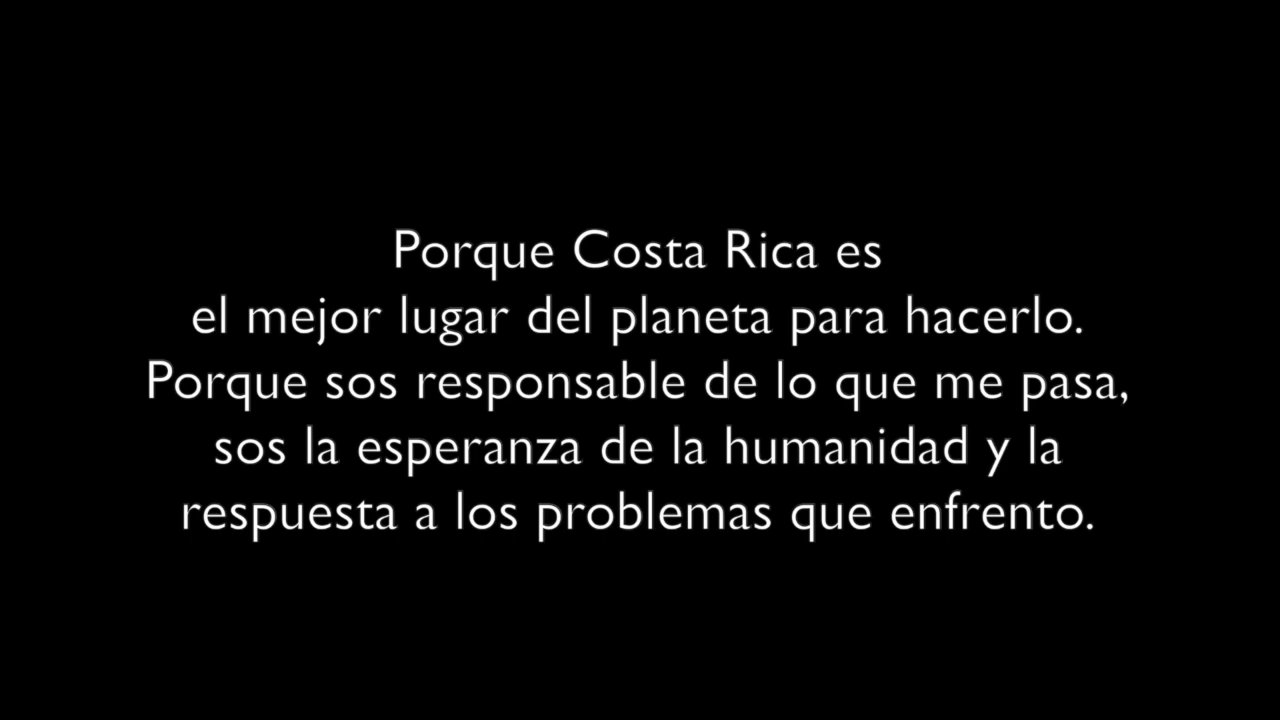 Porque Costa Rica es
el mejor lugar del planeta para hacerlo.
Porque sos responsable de lo que me pasa,
sos la esperanza de la humanidad y la
respuesta a los problemas que enfrento.